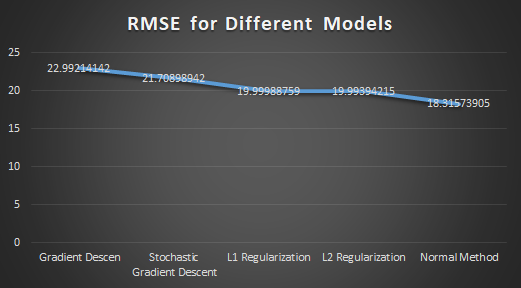 RMSE for Different Models
25
22.99214142
21.70898942
20
19.99988759
19.99394215
18.31573905
15
10
5
0
Gradient Descen
Stochastic
Gradient Descent
L1 Regularization
L2 Regularization
Normal Method